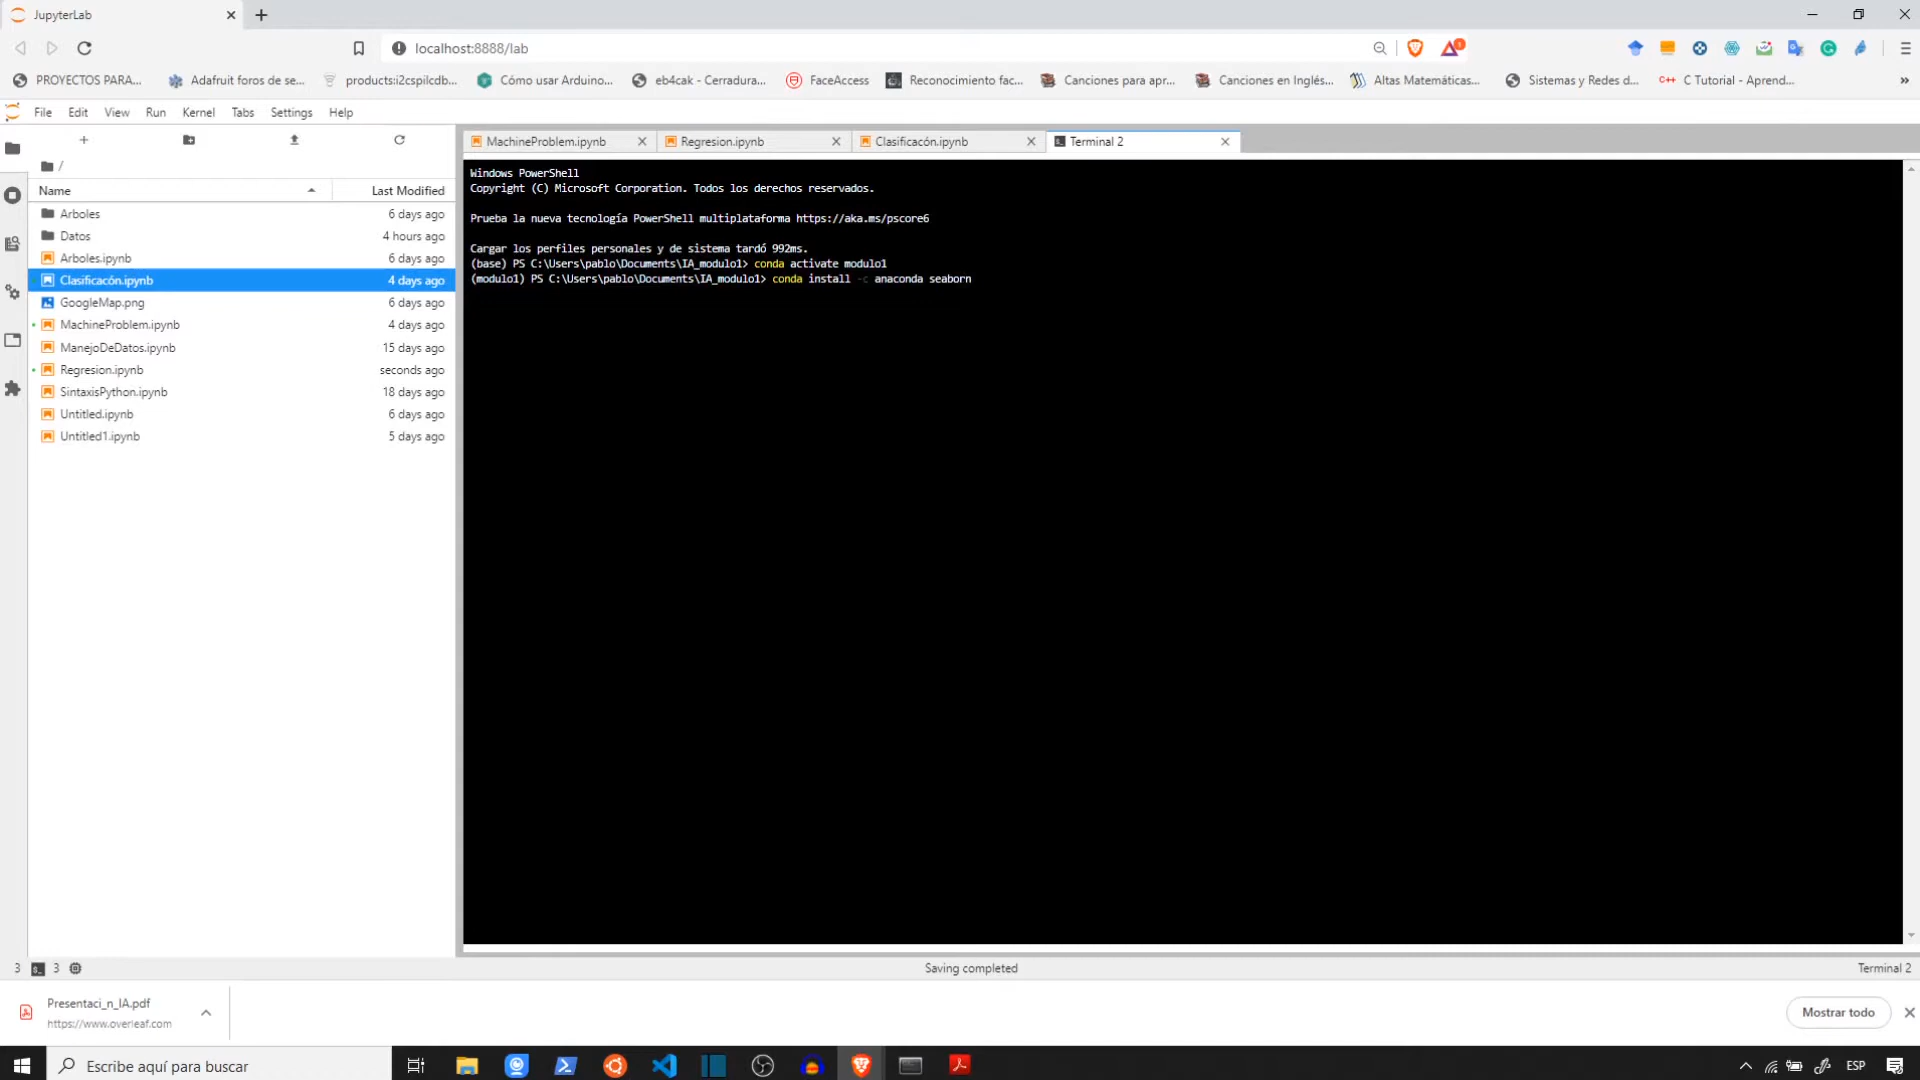 JupyterLab
localhost:8888/lab
PROYECTOS PARA...
Adafruit foros de se...
products:i2cspilcdb...
Cómo usar Arduino...
eb4cak - Cerradura...
FaceAccess
Reconocimiento fac...
Canciones para apr...
Canciones en Inglés...
Altas Matemáticas...
Sistemas y Redes d...
C++ C Tutorial - Aprend...
File Edit View Run Kernel Tabs Settings Help
MachineProblem.ipynb
Regresion.ipynb
Clasificacón.ipynb
Terminal 2
/
Name Last Modified
Arboles 6 days ago
Datos 4 hours ago
Arboles.ipynb 6 days ago
Clasificacón.ipynb 4 days ago
GoogleMap.png 6 days ago
MachineProblem.ipynb 4 days ago
ManejoDeDatos.ipynb 15 days ago
Regresion.ipynb seconds ago
SintaxisPython.ipynb 18 days ago
Untitled.ipynb 6 days ago
Untitled1.ipynb 5 days ago
Windows PowerShell
Copyright (C) Microsoft Corporation. Todos los derechos reservados.
Prueba la nueva tecnología PowerShell multiplataforma https://aka.ms/pscore6
Cargar los perfiles personales y de sistema tardó 992ms.
(base) PS C:\Users\pablo\Documents\IA_modulo1> conda activate modulo1
(modulo1) PS C:\Users\pablo\Documents\IA_modulo1> conda install -c anaconda seaborn
3 3 Saving completed Terminal 2
Presentaci_n_IA.pdf
https://www.overleaf.com
Mostrar todo
Escribe aquí para buscar
ESP